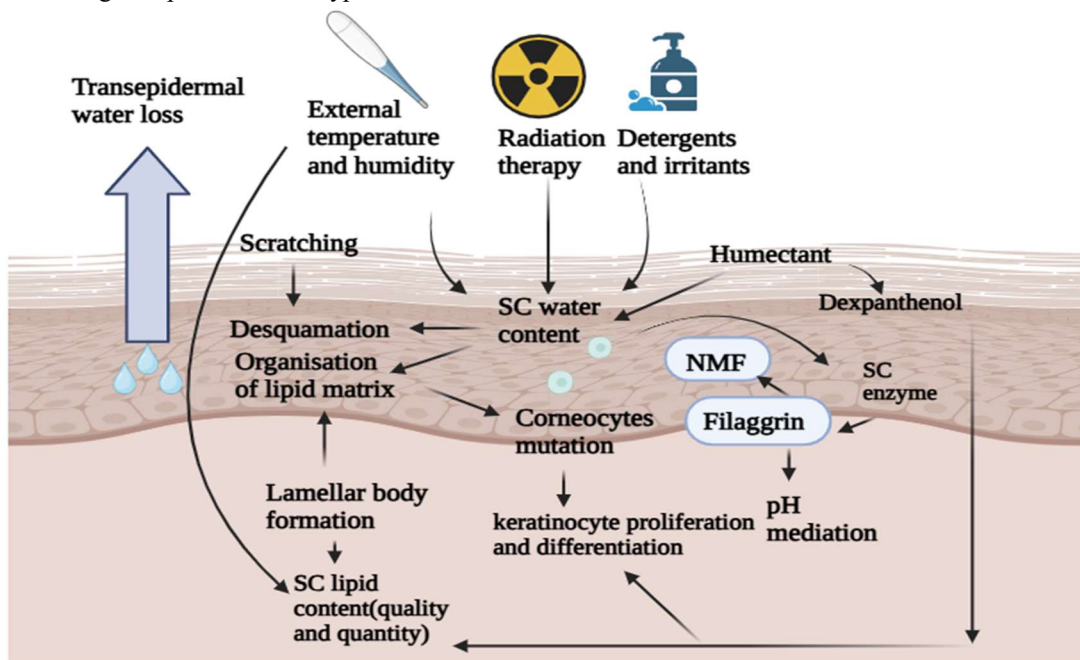 Transepidermal
water loss
External
temperature
and humidity
Radiation
therapy
Detergents
and irritants
Scratching
Humectant
Dexpanthenol
SC water
content
Desquamation
Organisation
of lipid matrix
NMF
SC
enzyme
Filaggrin
Corneocytes
mutation
Lamellar body
formation
keratinocyte proliferation
and differentiation
pH
mediation
SC lipid
content(quality
and quantity)